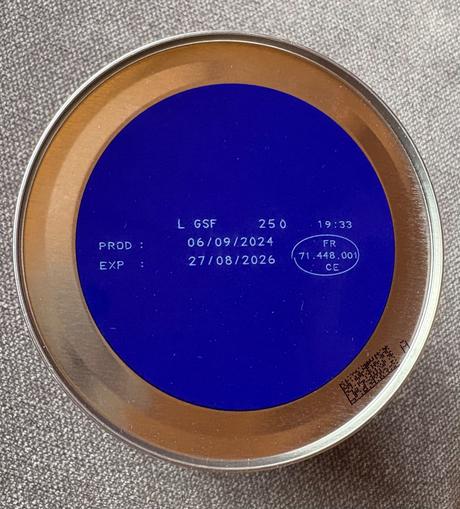 L GSF 250 19:33
PROD : 06/09/2024
EXP : 27/08/2026
FR
71.448.001
CE
A